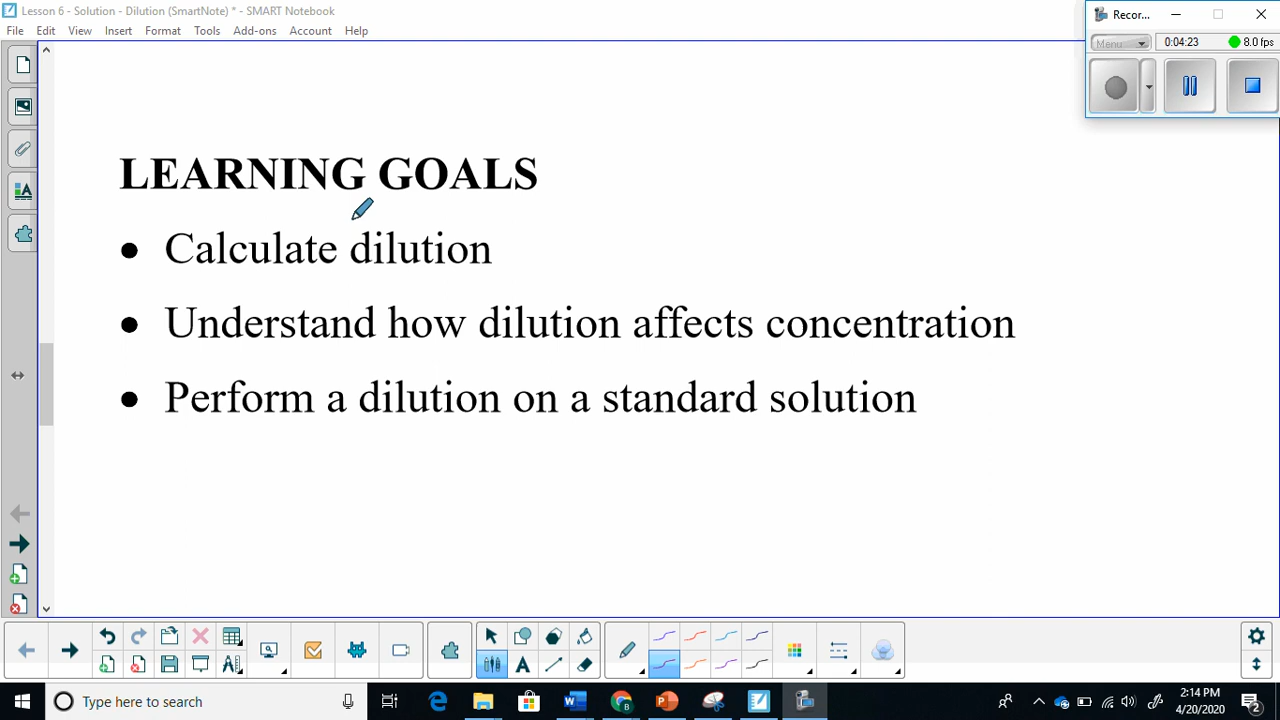 Lesson 6 - Solution - Dilution (SmartNote) * - SMART Notebook
File Edit View Insert Format Tools Add-ons Account Help
Recor...
Menu
0:04:23
8.0 fps
LEARNING GOALS
• Calculate dilution
• Understand how dilution affects concentration
• Perform a dilution on a standard solution
Type here to search
2:14 PM
4/20/2020
2